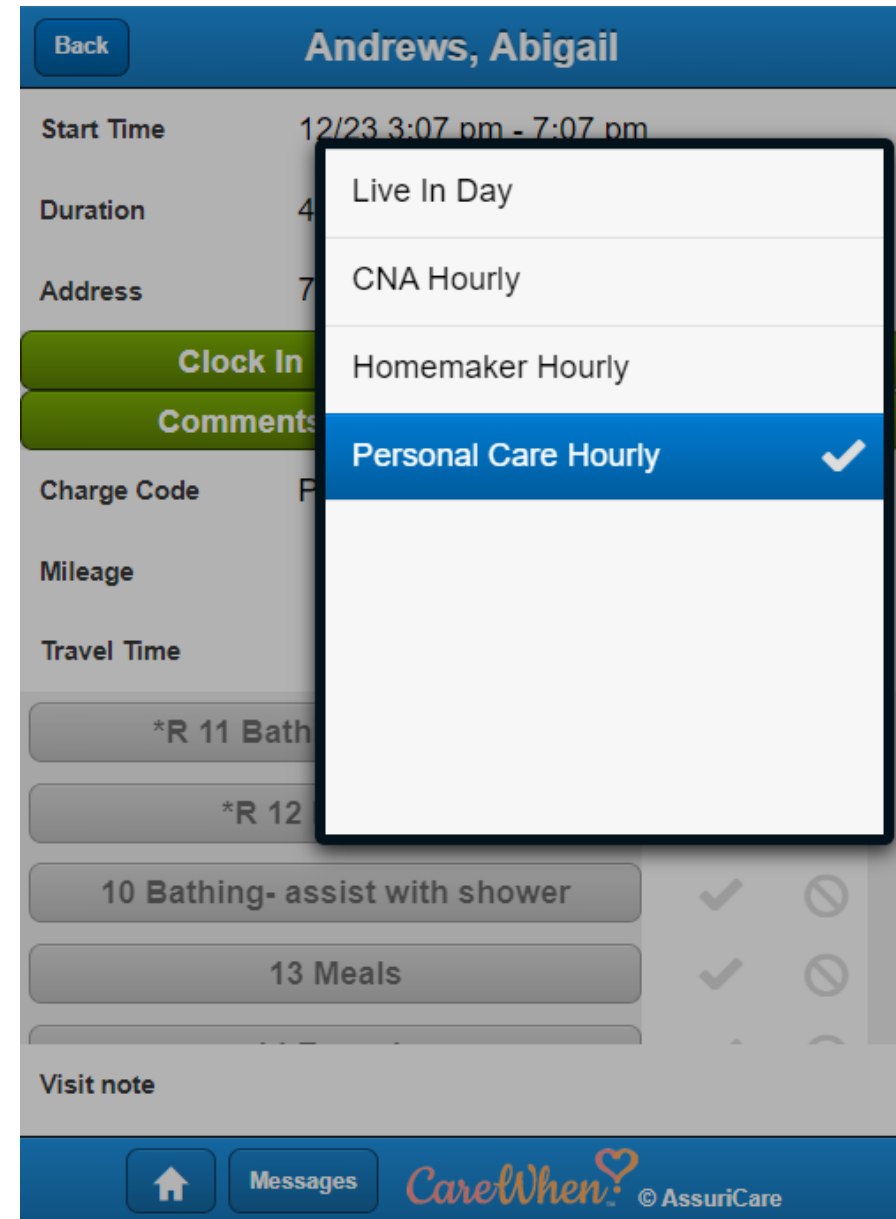 Back
Andrews, Abigail
Start Time 12/23 3:07 pm - 7:07 pm
Duration 4
Address 7
Clock In
Comments
Charge Code P
Mileage
Travel Time
Live In Day
CNA Hourly
Homemaker Hourly
Personal Care Hourly
*R 11 Bath
*R 12
10 Bathing- assist with shower
13 Meals
Visit note
Messages CareWhen? © AssuriCare